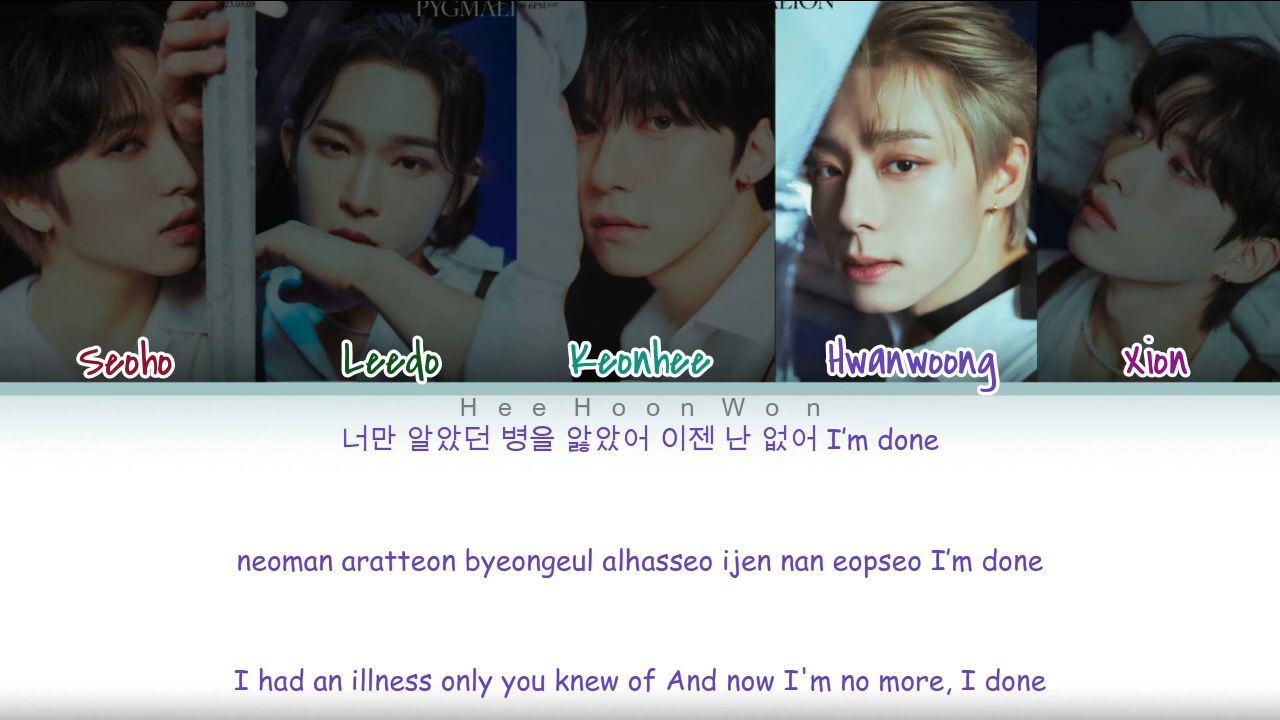 PYGMALI
Seoho
Leedo
Keonhee
Hwanwoong
Xion
H e e H o o n W o n
너만 알았던 병을 앓았어 이젠 난 없어 I'm done
neoman aratteon byeongeul alhasseo ijen nan eopseo I'm done
I had an illness only you knew of And now I'm no more, I done